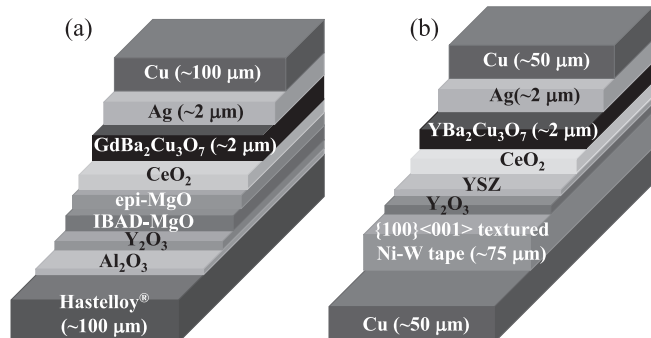 (a)
Cu (~100 μm)
Ag (~2 μm)
GdBa₂Cu₃O₇ (~2 μm)
CeO₂
epi-MgO
IBAD-MgO
Y₂O₃
Al₂O₃
Hastelloy®
(~100 μm)
(b)
Cu (~50 μm)
Ag(~2 μm)
YBa₂Cu₃O₇ (~2 μm)
CeO₂
YSZ
Y₂O₃
{100}<001> textured
Ni-W tape (~75 μm)
Cu (~50 μm)